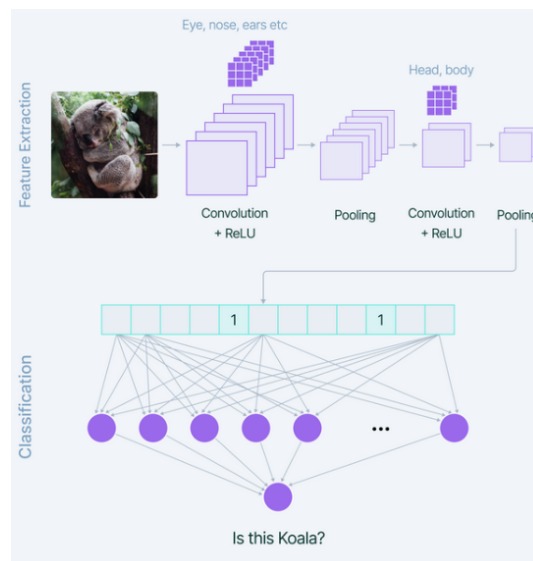 Eye, nose, ears etc
Head, body
Feature Extraction
Convolution
+ ReLU
Pooling
Convolution
+ ReLU
Pooling
1
1
Classification
...
Is this Koala?